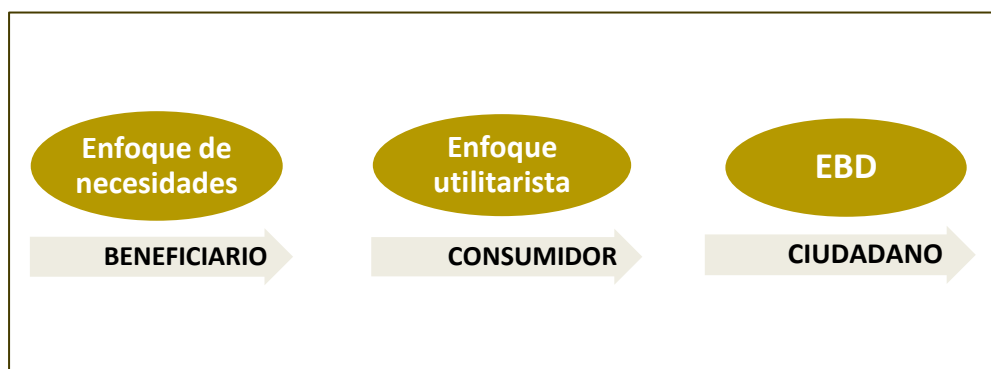 Enfoque de
necesidades
BENEFICIARIO
Enfoque
utilitarista
CONSUMIDOR
EBD
CIUDADANO